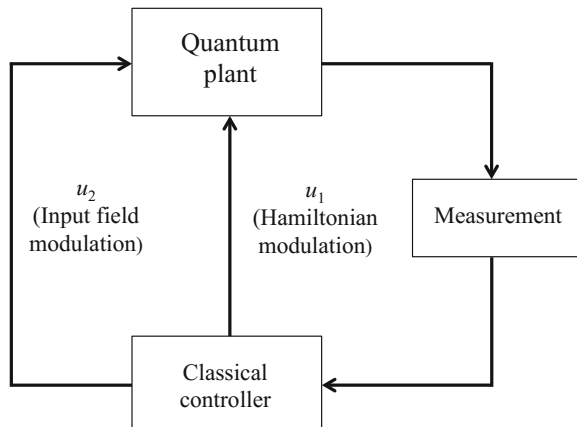 Quantum
plant
u₂
(Input field
modulation)
u₁
(Hamiltonian
modulation)
Measurement
Classical
controller